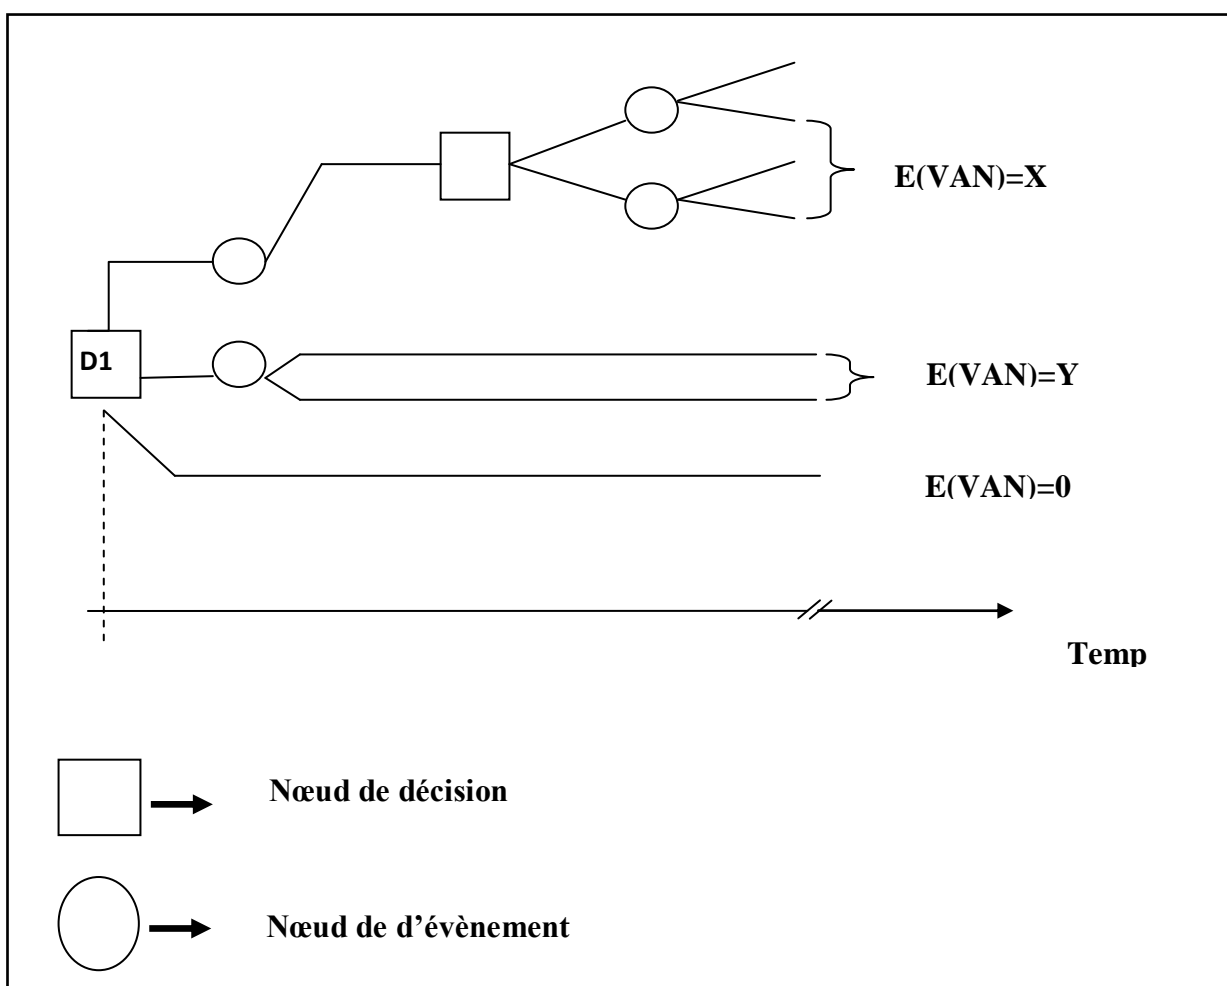 E(VAN)=X
D1
E(VAN)=Y
E(VAN)=0
Temp
Nœud de décision
Nœud de d’évènement